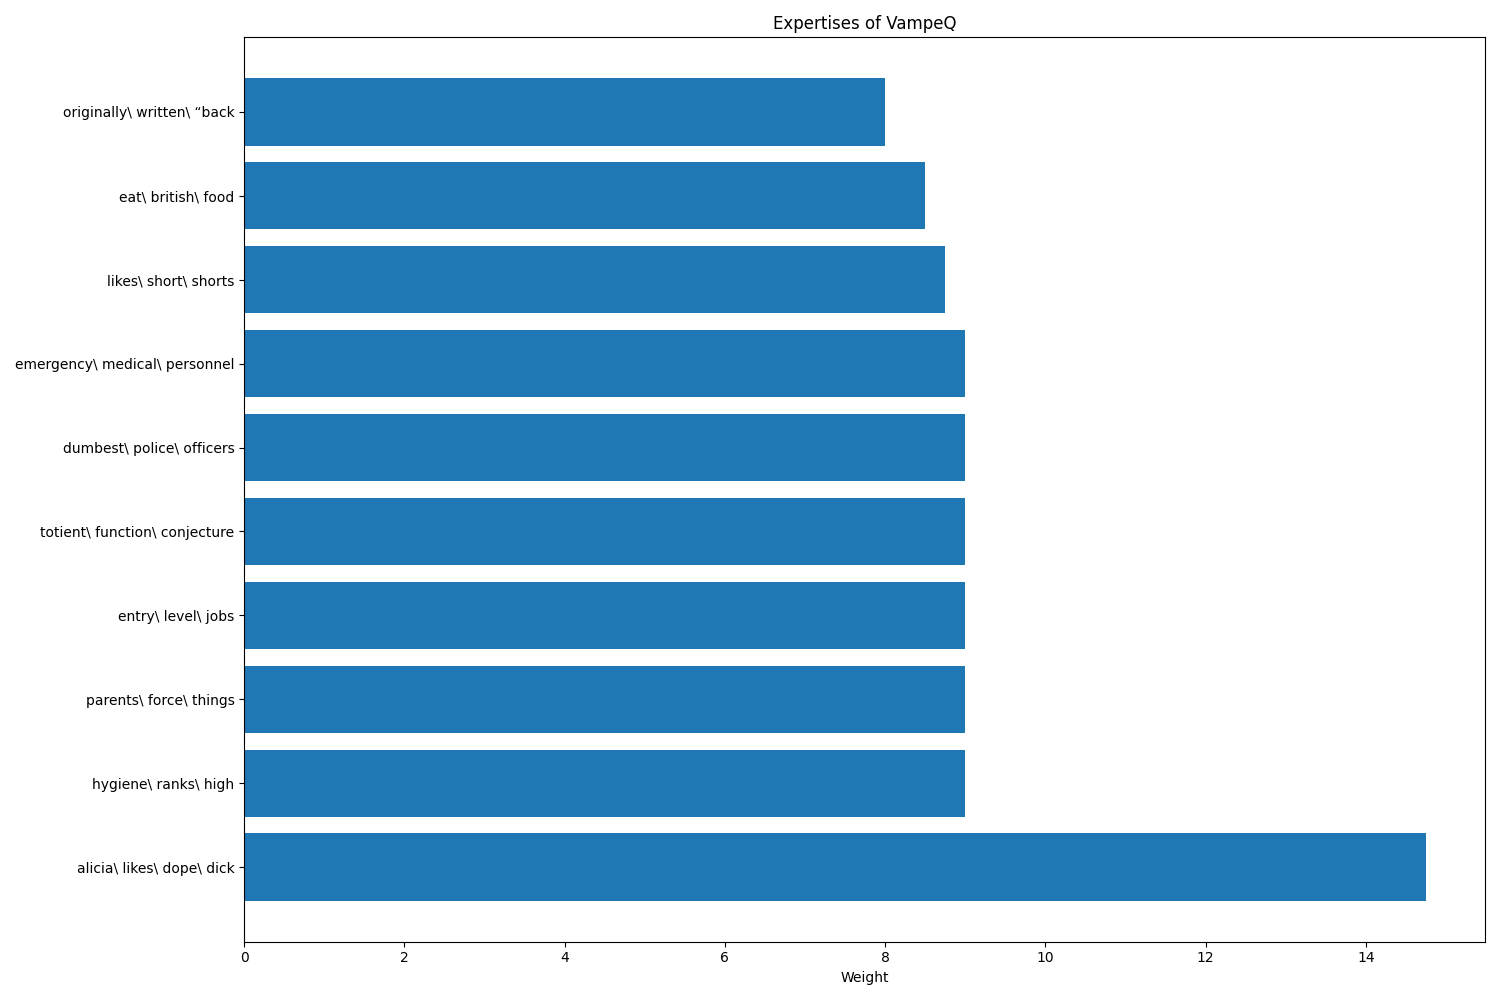 Expertises of VampeQ
originally\ written\ “back
eat\ british\ food
likes\ short\ shorts
emergency\ medical\ personnel
dumbest\ police\ officers
totient\ function\ conjecture
entry\ level\ jobs
parents\ force\ things
hygiene\ ranks\ high
alicia\ likes\ dope\ dick
0 2 4 6 8 10 12 14
Weight